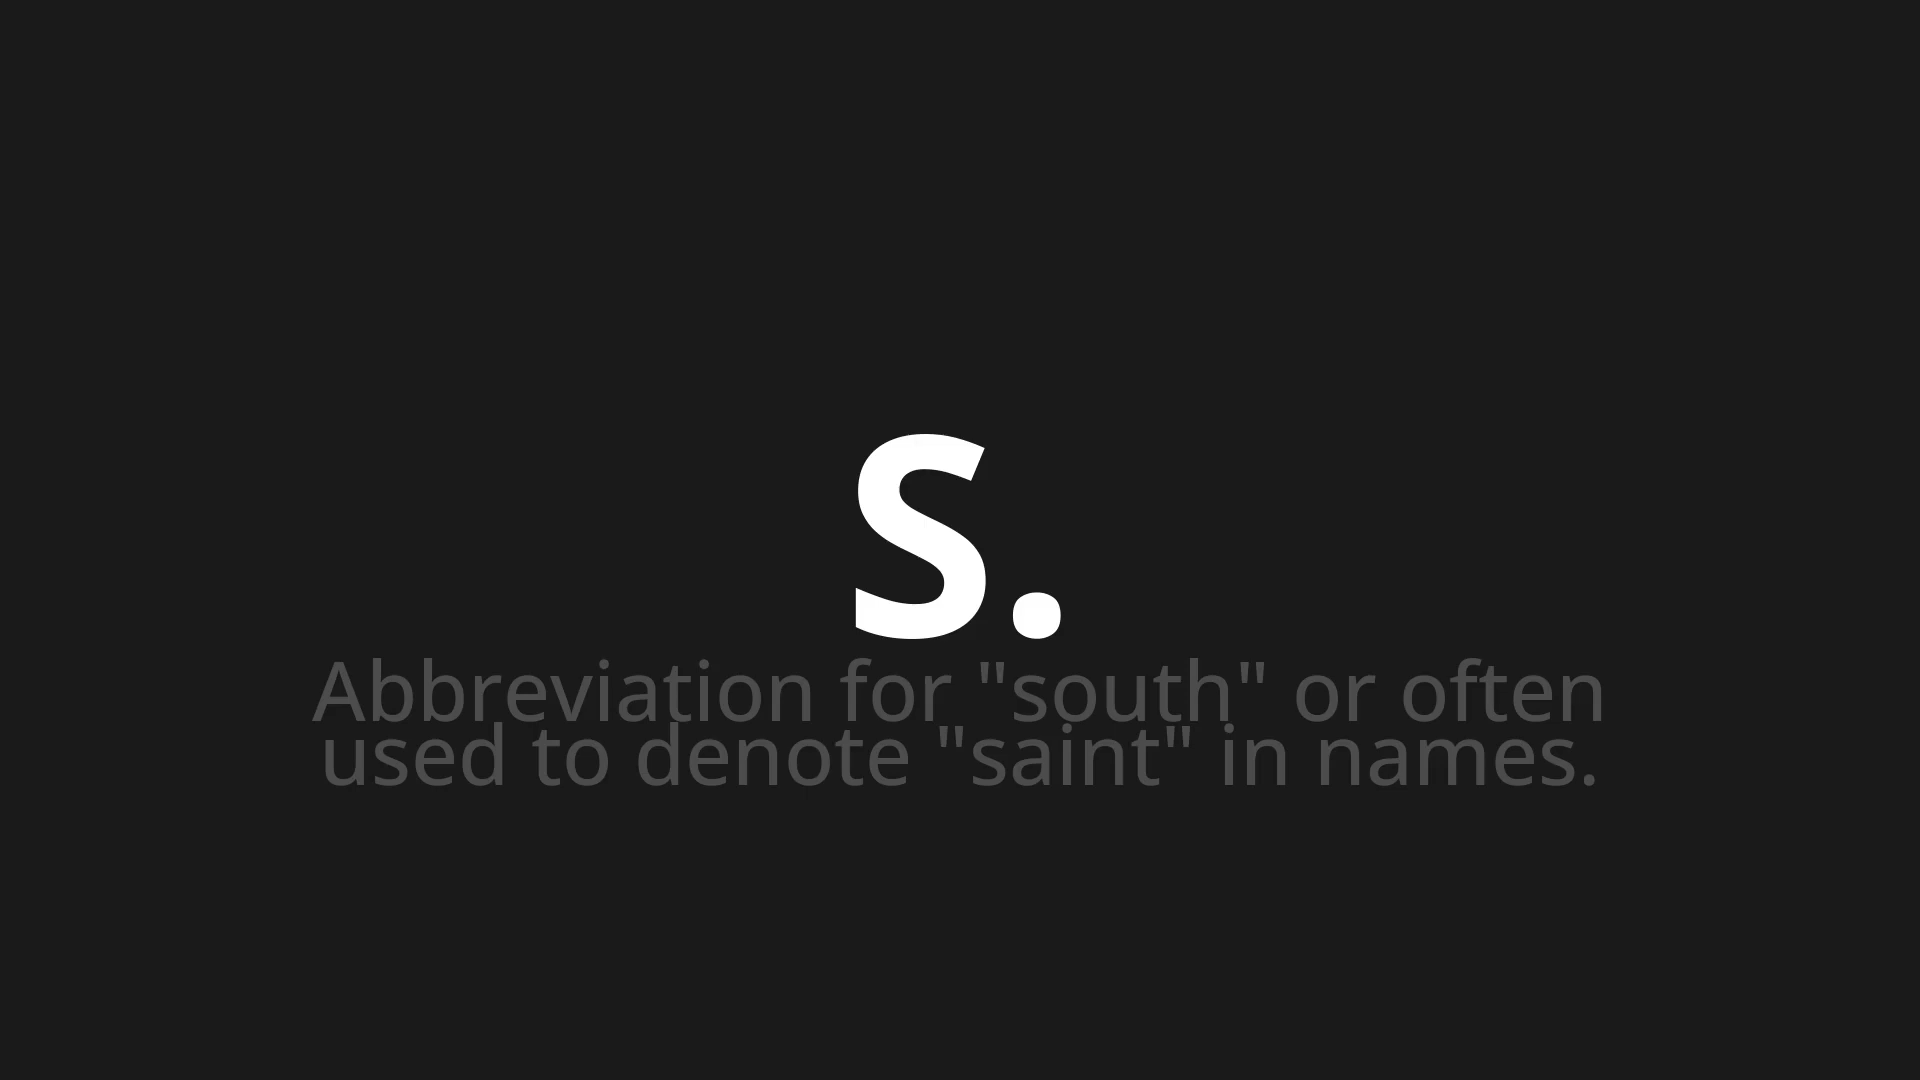 S.
Abbreviation for "south" or often
used to denote "saint" in names.